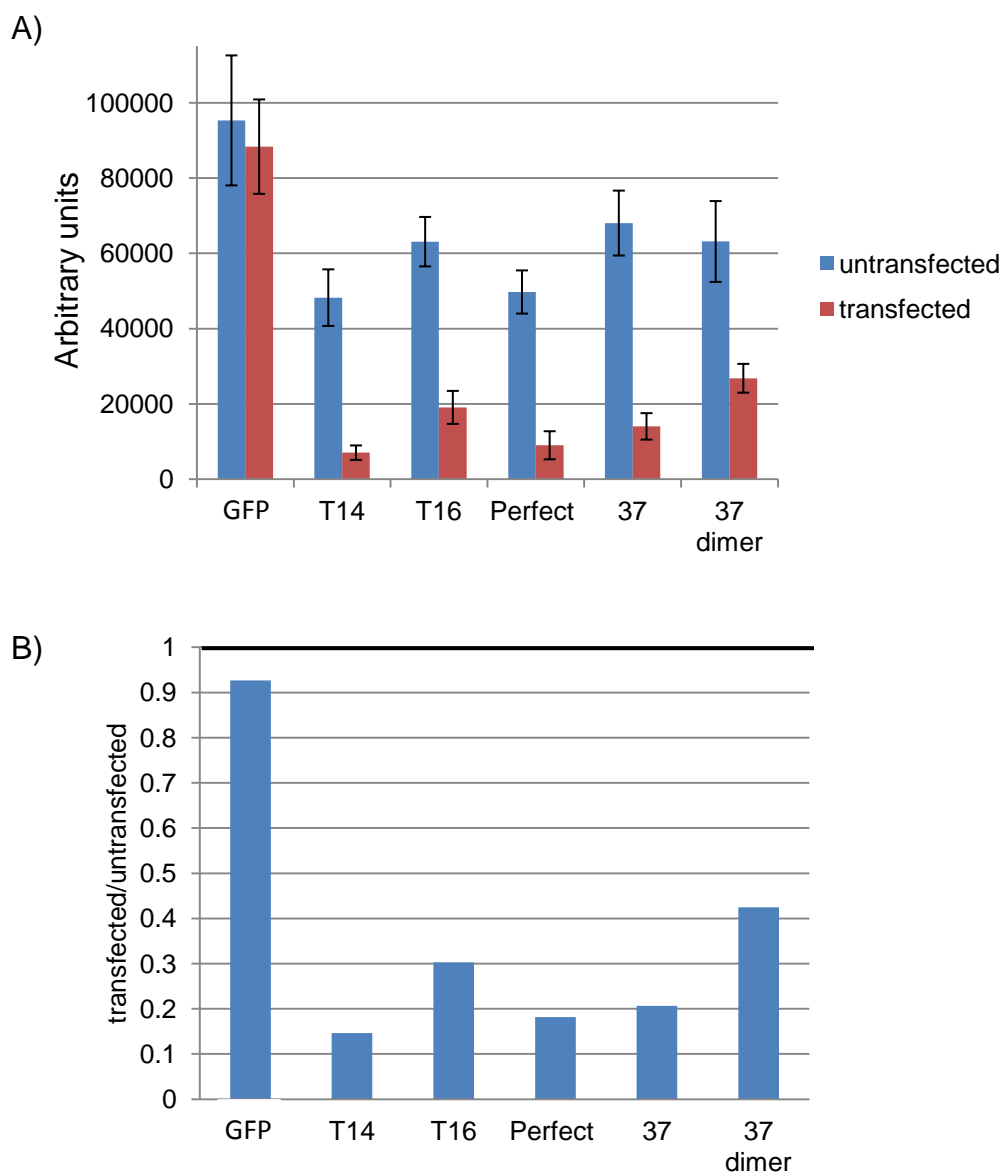 A)
Arbitrary units
100000
80000
60000
40000
20000
0
GFP T14 T16 Perfect 37 37
dimer
untransfected
transfected
B)
transfected/untransfected
1
0.9
0.8
0.7
0.6
0.5
0.4
0.3
0.2
0.1
0
GFP T14 T16 Perfect 37 37
dimer